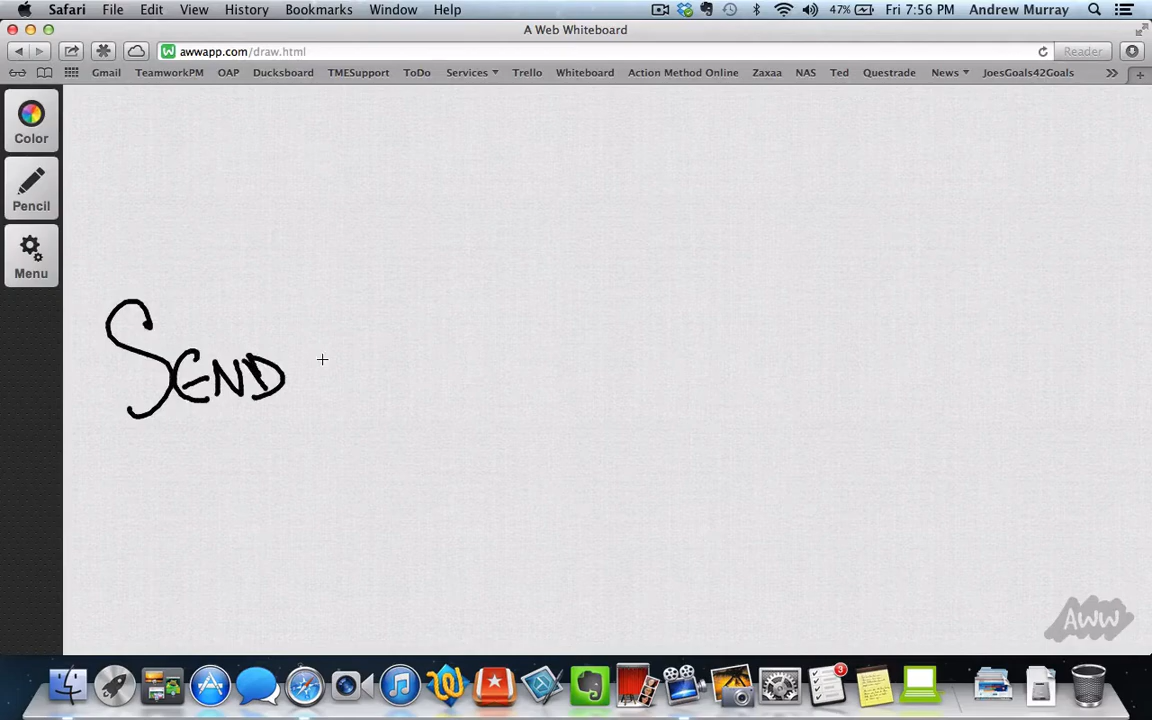 Safari File Edit View History Bookmarks Window Help 47% Fri 7:56 PM Andrew Murray
A Web Whiteboard
awwapp.com/draw.html Reader
Gmail TeamworkPM OAP Ducksboard TMESupport ToDo Services Trello Whiteboard Action Method Online Zaxaa NAS Ted Questrade News JoesGoals42Goals
Color
Pencil
Menu
SEND
AWW
3